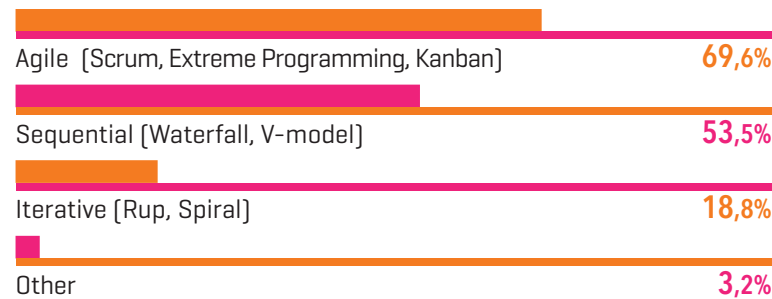 Agile (Scrum, Extreme Programming, Kanban) 69,6%
Sequential (Waterfall, V-model) 53,5%
Iterative (Rup, Spiral) 18,8%
Other 3,2%